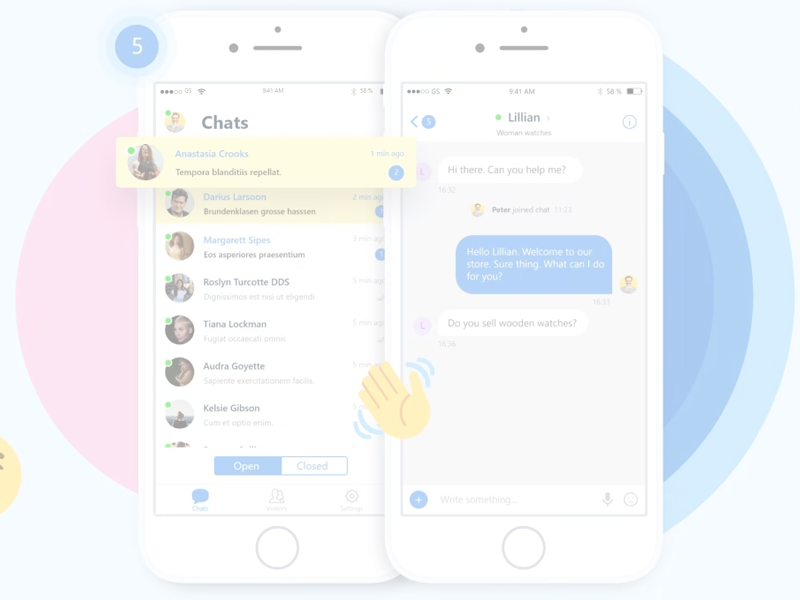 5
GS
9:41 AM
58 %
Chats
Anastasia Crooks
1 min ago
Tempora blanditiis repellat.
2
Darius Larsoon
2 min ago
Brundenklasen grosse hasssen
Margarett Sipes
3 min ago
Eos asperiores praesentium
Roslyn Turcotte DDS
5 min ago
Dignissimos est nisi ut eligendi
Tiana Lockman
5 min ago
Fugiat occaecati omnis.
Audra Goyette
5 min
Sapiente exercitationem facilis.
Kelsie Gibson
5
Cum et optio enim.
Open
Closed
Chats
Visitors
Settings
GS
9:41 AM
58 %
5
Lillian
Woman watches
L
Hi there. Can you help me?
16:32
Peter joined chat 11:23
Hello Lillian. Welcome to our
store. Sure thing. What can I do
for you?
16:33
L
Do you sell wooden watches?
16:36
Write something...